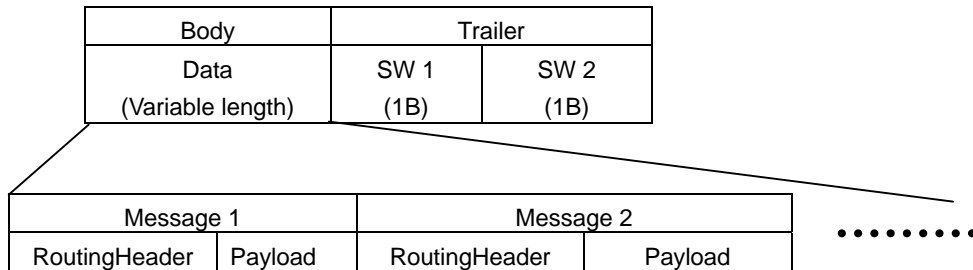 Body Trailer
Data SW 1 SW 2
(Variable length) (1B) (1B)
Message 1 Message 2
RoutingHeader Payload RoutingHeader Payload